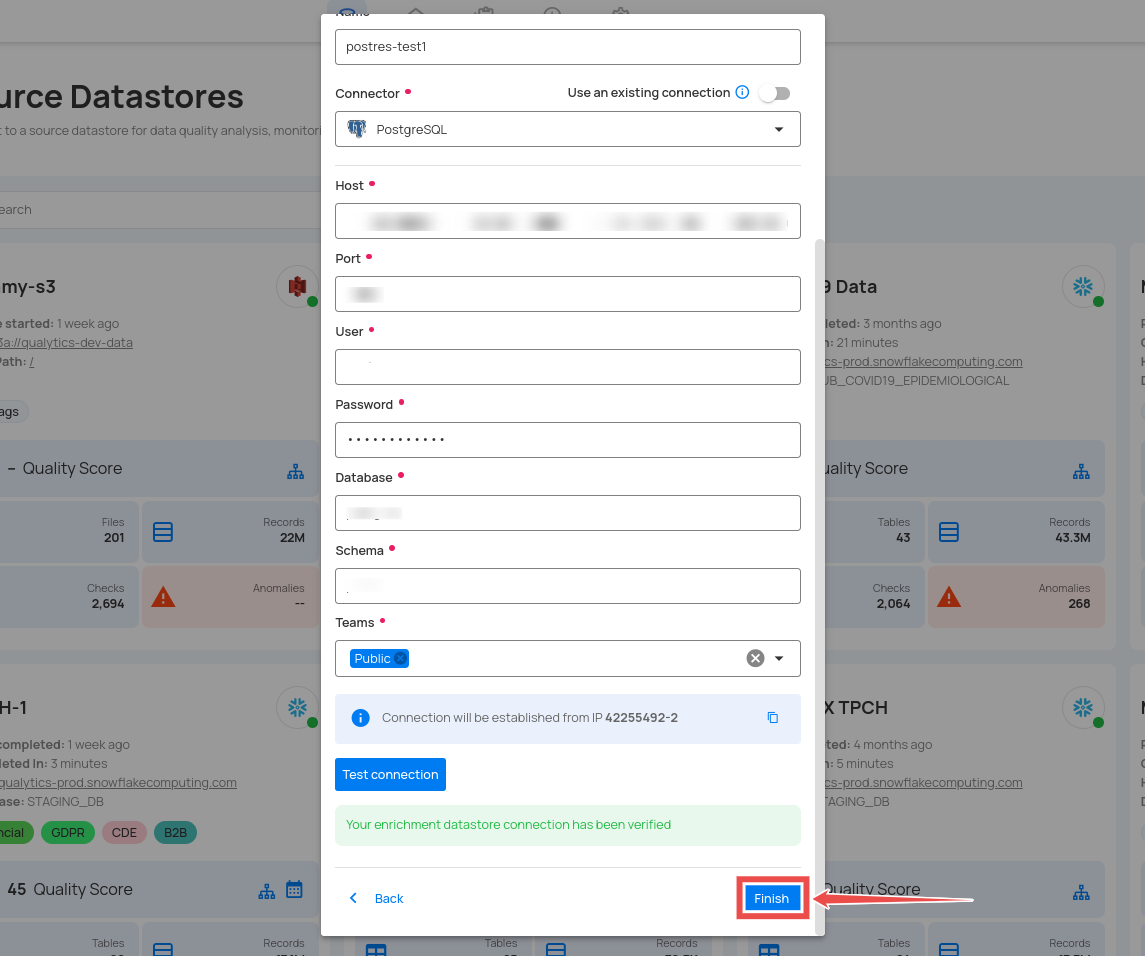 Name
postres-test1
Connector
Use an existing connection
PostgreSQL
Host
Port
User
Password
Database
Schema
Teams
Public
Connection will be established from IP 42255492-2
Test connection
Your enrichment datastore connection has been verified
Back
Finish
urce Datastores
t to a source datastore for data quality analysis, monitori
earch
my-s3
e started: 1 week ago
3a://qualytics-dev-data
Path: /
ags
– Quality Score
Files
201
Records
22M
Checks
2,694
Anomalies
--
H-1
completed: 1 week ago
leted In: 3 minutes
qualytics-prod.snowflakecomputing.com
ase: STAGING_DB
ncial
GDPR
CDE
B2B
45 Quality Score
Tables
Records
Tables
Records
9 Data
leted: 3 months ago
n: 21 minutes
cs-prod.snowflakecomputing.com
UB_COVID19_EPIDEMIOLOGICAL
uality Score
Tables
43
Records
43.3M
Checks
2,064
Anomalies
268
X TPCH
ted: 4 months ago
n: 5 minutes
cs-prod.snowflakecomputing.com
TAGING_DB
Quality Score
Tables
Records